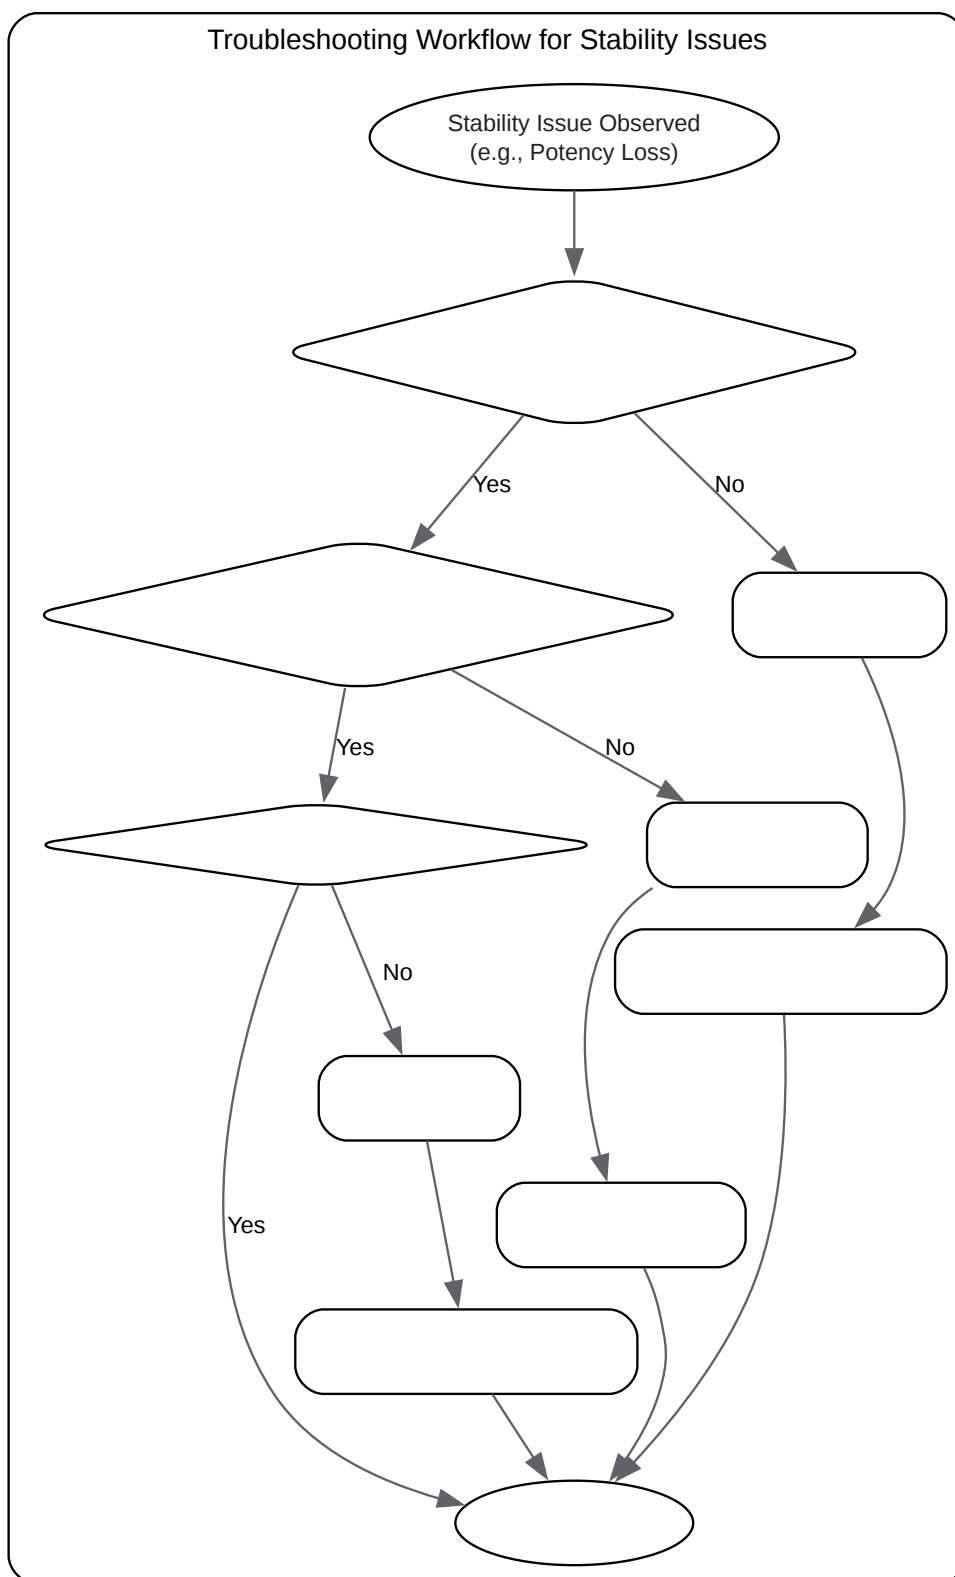 Troubleshooting Workflow for Stability Issues
Stability Issue Observed
(e.g., Potency Loss)
Yes
No
Yes
No
No
Yes